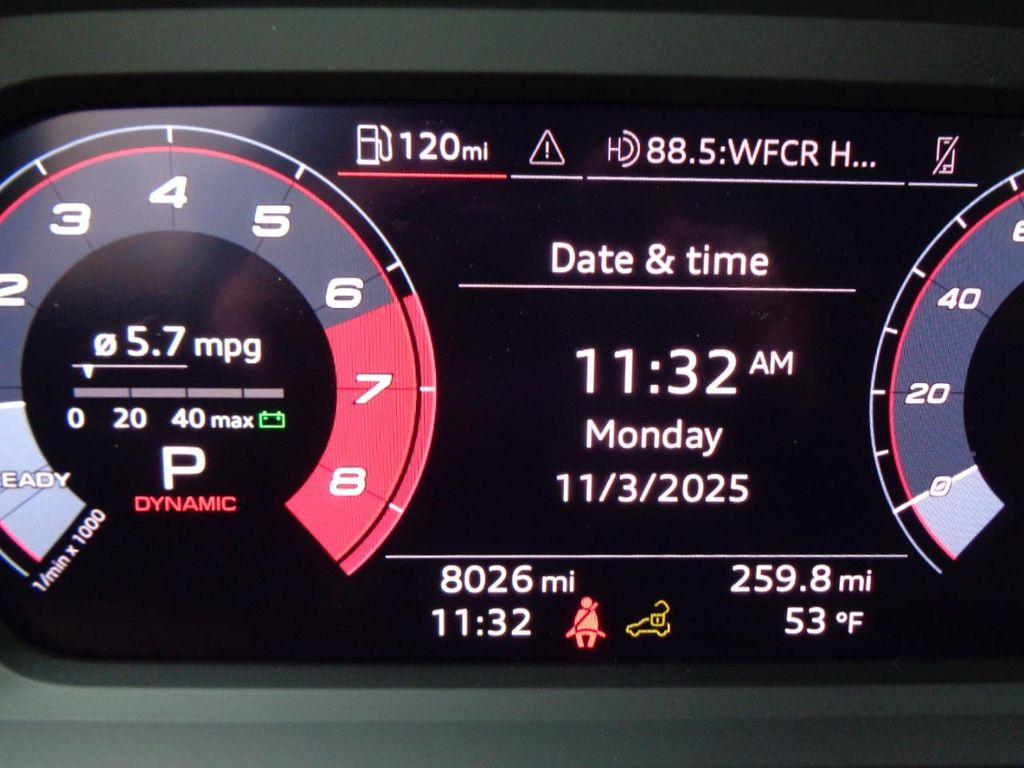 120mi
88.5:WFCR H...
2 3 4 5 6 7 8
ø 5.7 mpg
0 20 40 max
P
DYNAMIC
EADY
1/min x 1000
Date & time
11:32 AM
Monday
11/3/2025
8026 mi
259.8 mi
11:32
53 °F
6
40
20
0